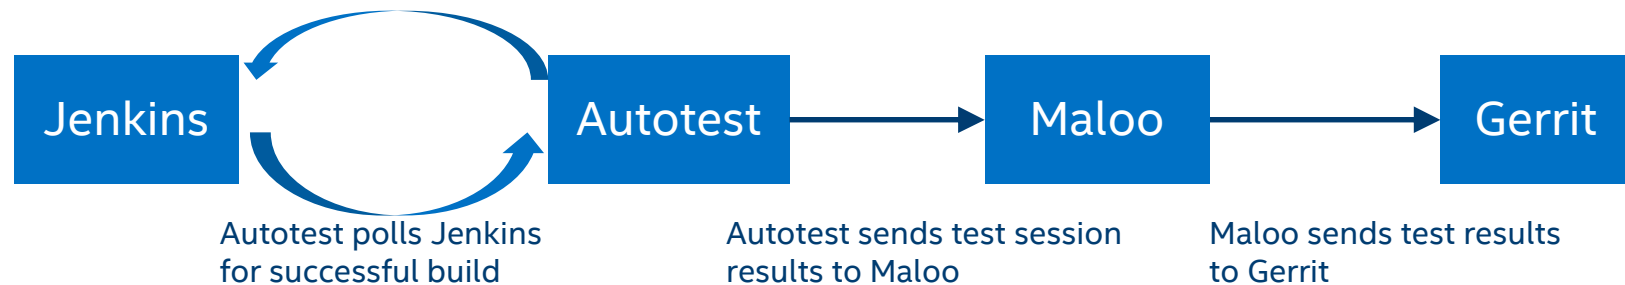 Jenkins
Autotest
Maloo
Gerrit
Autotest polls Jenkins
for successful build
Autotest sends test session
results to Maloo
Maloo sends test results
to Gerrit